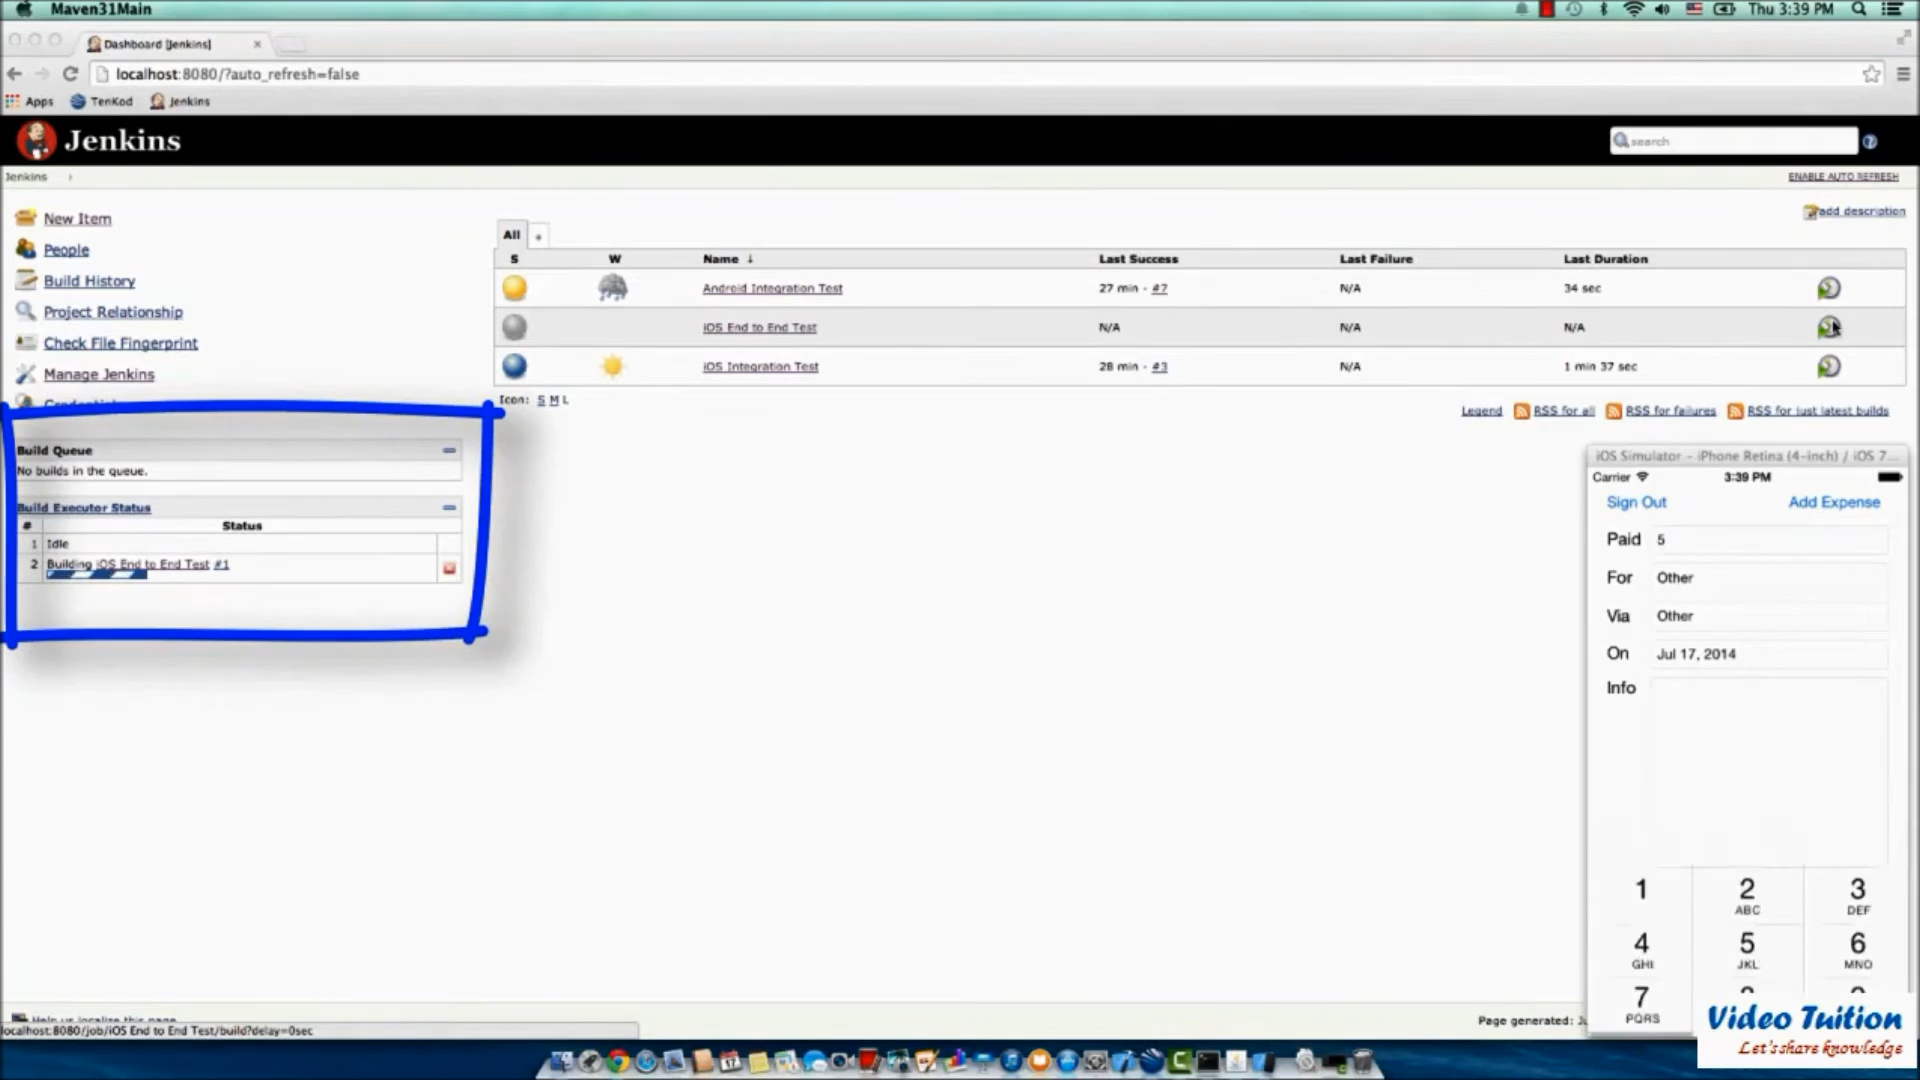 Maven31Main
Thu 3:39 PM
Dashboard [Jenkins]
localhost:8080/?auto_refresh=false
Apps TenKod Jenkins
Jenkins
search
Jenkins
ENABLE AUTO REFRESH
New Item
add description
People
Build History
Project Relationship
Check File Fingerprint
Manage Jenkins
All +
S W Name ↓ Last Success Last Failure Last Duration
Android Integration Test 27 min - #7 N/A 34 sec
iOS End to End Test N/A N/A N/A
iOS Integration Test 28 min - #3 N/A 1 min 37 sec
Icon: S M L
Legend RSS for all RSS for failures RSS for just latest builds
Build Queue
No builds in the queue.
Build Executor Status
# Status
1 Idle
2 Building iOS End to End Test #1
iOS Simulator - iPhone Retina (4-inch) / iOS 7...
Carrier 3:39 PM
Sign Out Add Expense
Paid 5
For Other
Via Other
On Jul 17, 2014
Info
1 2 3
ABC DEF
4 5 6
GHI JKL MNO
7
PQRS
Help us localize this page
localhost:8080/job/iOS End to End Test/build?delay=0sec
Page generated:
Video Tuition
Let's share knowledge